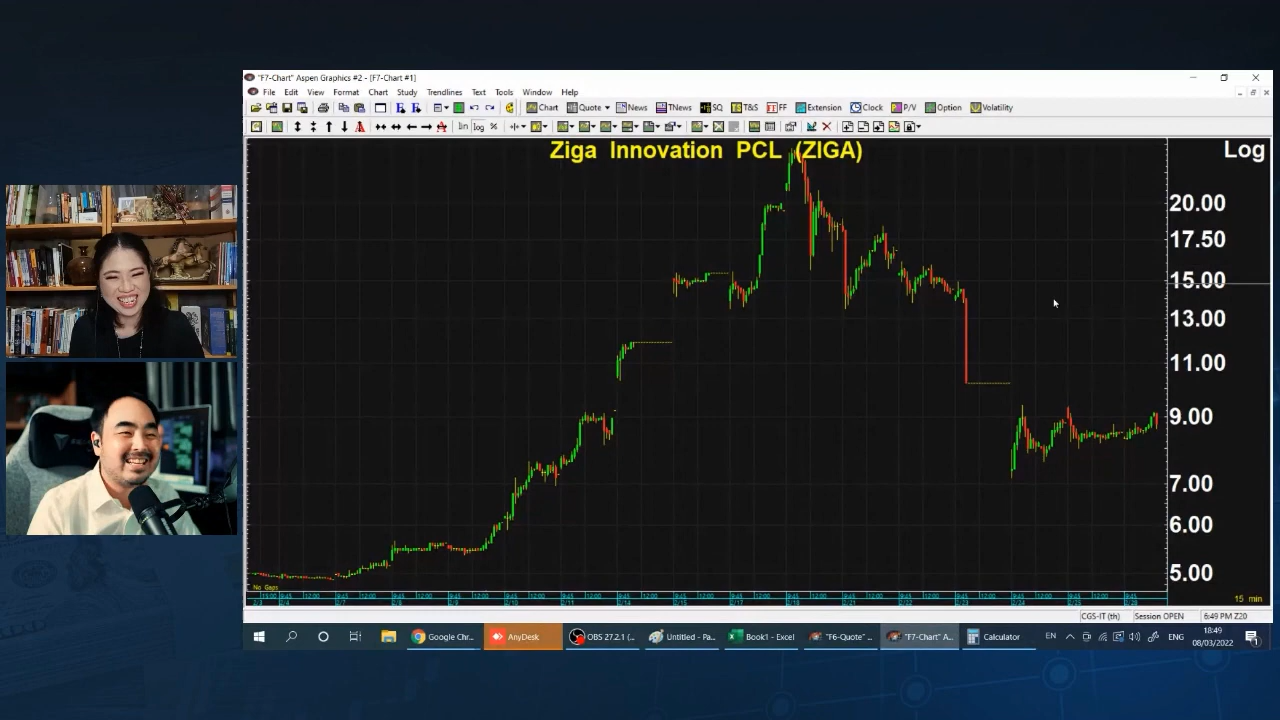 "F7-Chart" Aspen Graphics #2 - [F7-Chart #1]
File Edit View Format Chart Study Trendlines Text Tools Window Help
Chart Quote News TNews SQ T&S FF Extension Clock P/V Option Volatility
lin log %
Ziga Innovation PCL (ZIGA)
Log
20.00
17.50
15.00
13.00
11.00
9.00
7.00
6.00
5.00
No Gaps
15 min
CGS-IT (th) Session OPEN 6:49 PM Z20
Google Chr... AnyDesk OBS 27.2.1 (... Untitled - Pa... Book1 - Excel "F6-Quote" ... "F7-Chart" A... Calculator EN ENG 18:49
08/03/2022